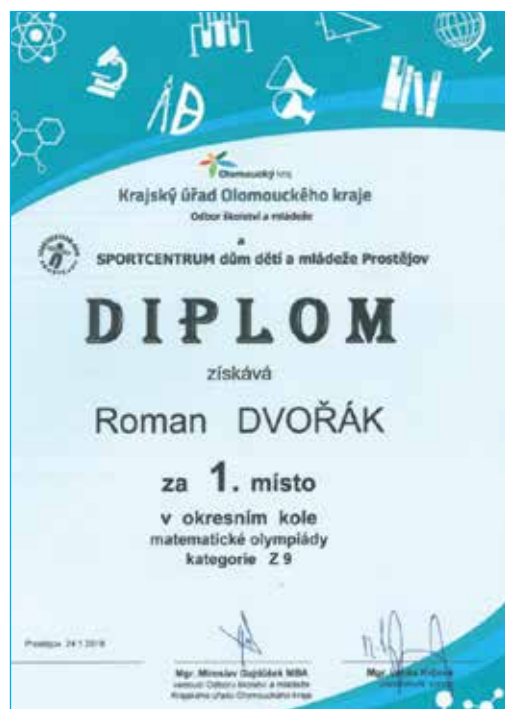 Olomoucký kraj
Krajský úřad Olomouckého kraje
Odbor školství a mládeže
a
SPORTCENTRUM dům dětí a mládeže Prostějov
DIPLOM
získává
Roman DVOŘÁK
za 1. místo
v okresním kole
matematické olympiády
kategorie Z 9
Prostějov
Mgr. Miroslav Gajdůšek MBA
vedoucí Odboru školství a mládeže
Krajského úřadu Olomouckého kraje
Mgr.